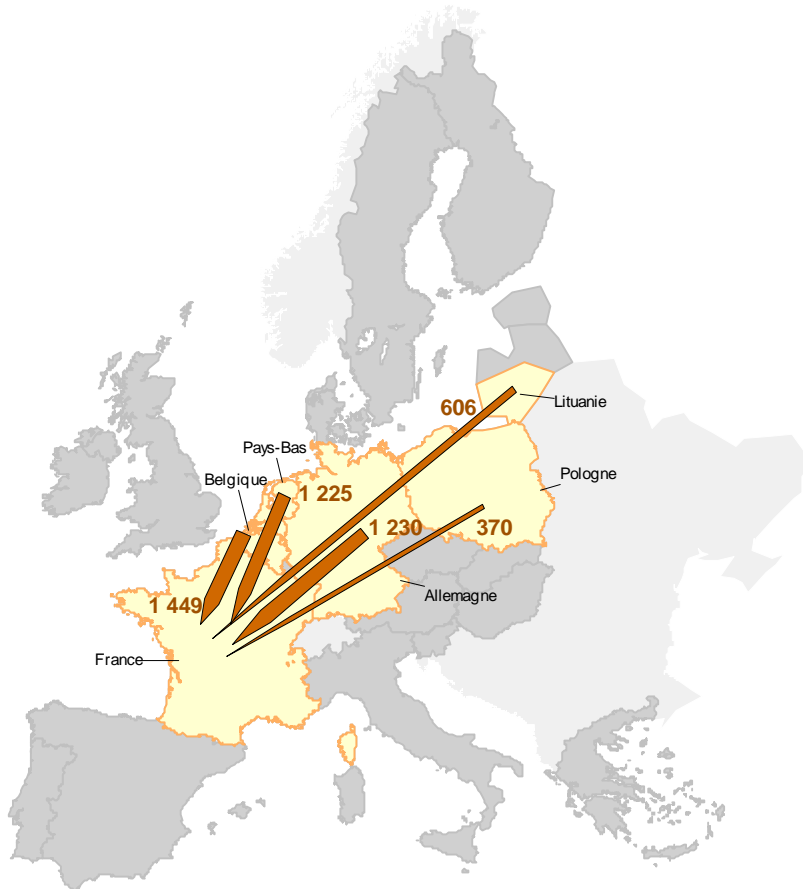 606
Lituanie
Pays-Bas
Belgique
Pologne
1 225
1 230
370
1 449
Allemagne
France